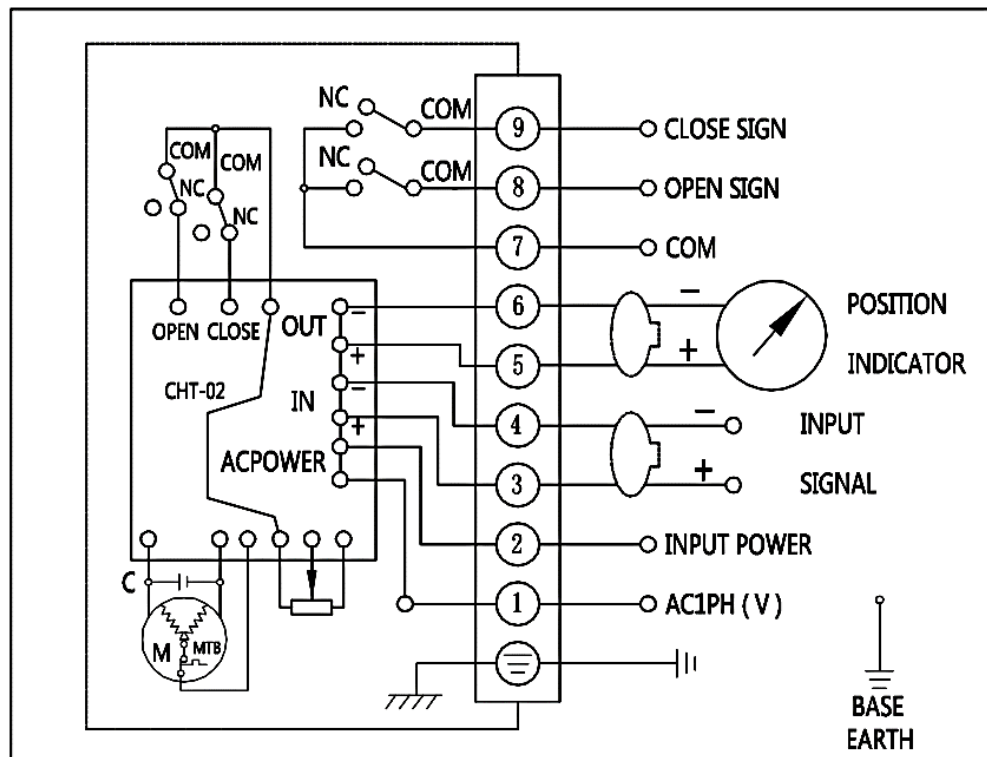 NC COM 9 CLOSE SIGN
COM COM NC COM 8 OPEN SIGN
NC NC 7 COM
OPEN CLOSE OUT - 6 - POSITION
+ 5 + INDICATOR
CHT-02 IN - 4 - INPUT
+ 3 + SIGNAL
ACPOWER
2 INPUT POWER
C 1 AC1PH ( V )
M MTB
BASE
EARTH